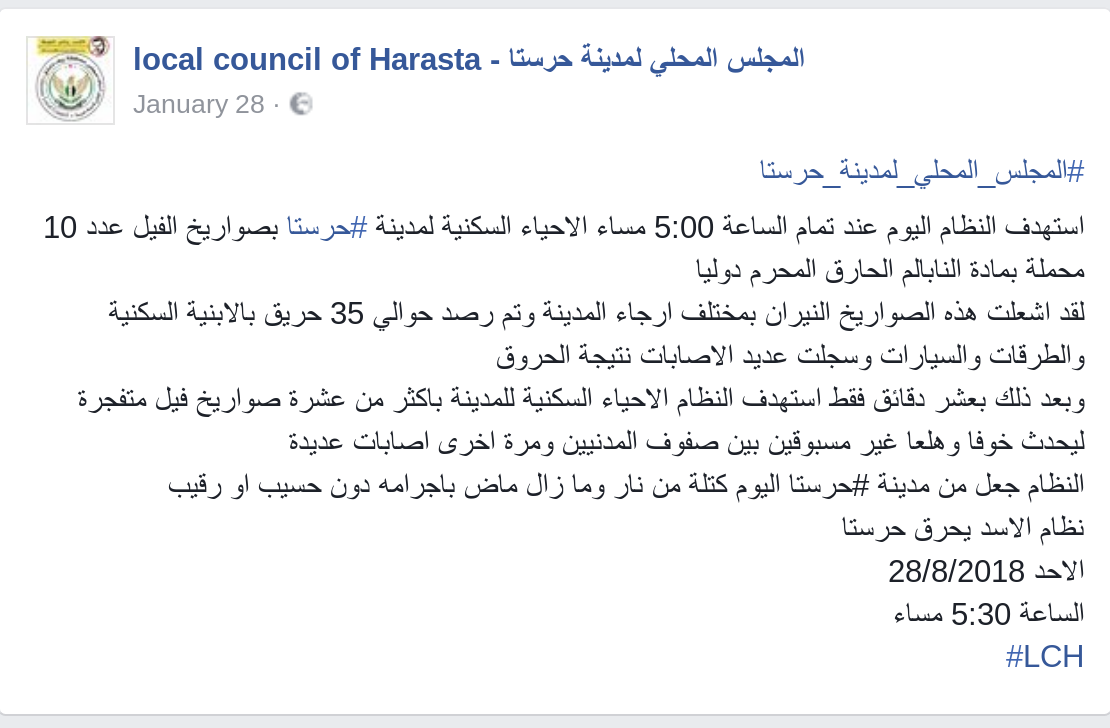 local council of Harasta - المجلس المحلي لمدينة حرستا
January 28 ·
#المجلس_المحلي_لمدينة_حرستا
استهدف النظام اليوم عند تمام الساعة 5:00 مساء الاحياء السكنية لمدينة #حرستا بصواريخ الفيل عدد 10
محملة بمادة النابالم الحارق المحرم دوليا
لقد اشعلت هذه الصواريخ النيران بمختلف ارجاء المدينة وتم رصد حوالي 35 حريق بالابنية السكنية
والطرقات والسيارات وسجلت عديد الاصابات نتيجة الحروق
وبعد ذلك بعشر دقائق فقط استهدف النظام الاحياء السكنية للمدينة باكثر من عشرة صواريخ فيل متفجرة
ليحدث خوفا وهلعا غير مسبوقين بين صفوف المدنيين ومرة اخرى اصابات عديدة
النظام جعل من مدينة #حرستا اليوم كتلة من نار وما زال ماض باجرامه دون حسيب او رقيب
نظام الاسد يحرق حرستا
الاحد 28/8/2018
الساعة 5:30 مساء
#LCH